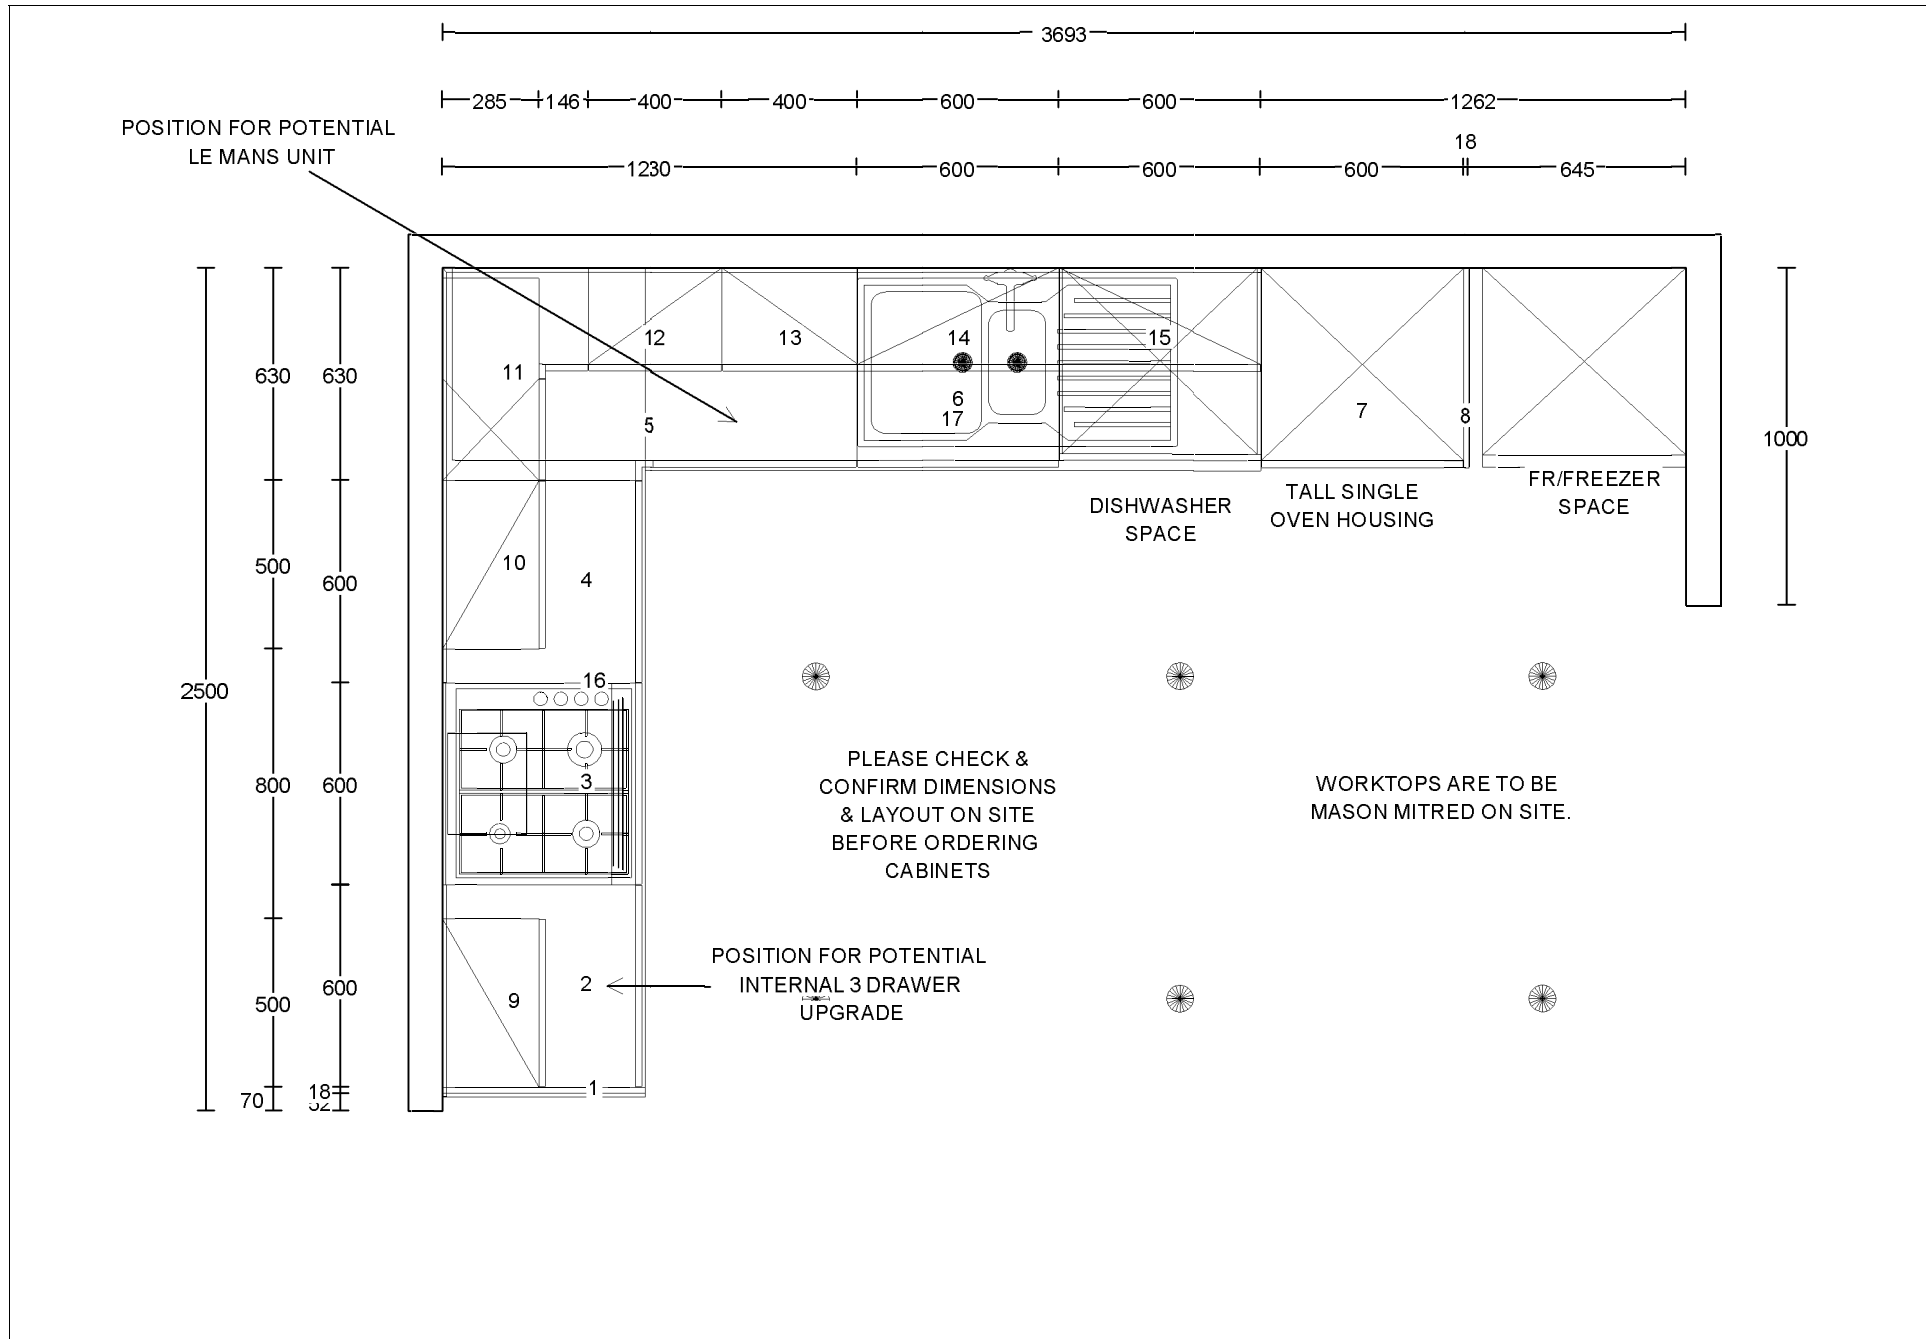 3693
285 146 400 400 600 600 1262
POSITION FOR POTENTIAL
LE MANS UNIT
18
1230 600 600 600 645
12 13 14 15
630 630 11
6
17
5 7 8
1000
FR/FREEZER
SPACE
TALL SINGLE
OVEN HOUSING
DISHWASHER
SPACE
500 600 10 4
2500
16
800 600 3
PLEASE CHECK &
CONFIRM DIMENSIONS
& LAYOUT ON SITE
BEFORE ORDERING
CABINETS
WORKTOPS ARE TO BE
MASON MITRED ON SITE.
POSITION FOR POTENTIAL
INTERNAL 3 DRAWER
UPGRADE
500 600 9 2
1
70 18